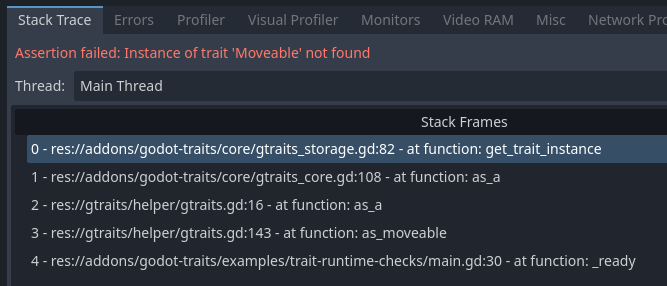 Stack Trace Errors Profiler Visual Profiler Monitors Video RAM Misc Network Pro
Assertion failed: Instance of trait 'Moveable' not found
Thread: Main Thread
Stack Frames
0 - res://addons/godot-traits/core/gtraits_storage.gd:82 - at function: get_trait_instance
1 - res://addons/godot-traits/core/gtraits_core.gd:108 - at function: as_a
2 - res://gtraits/helper/gtraits.gd:16 - at function: as_a
3 - res://gtraits/helper/gtraits.gd:143 - at function: as_moveable
4 - res://addons/godot-traits/examples/trait-runtime-checks/main.gd:30 - at function: _ready